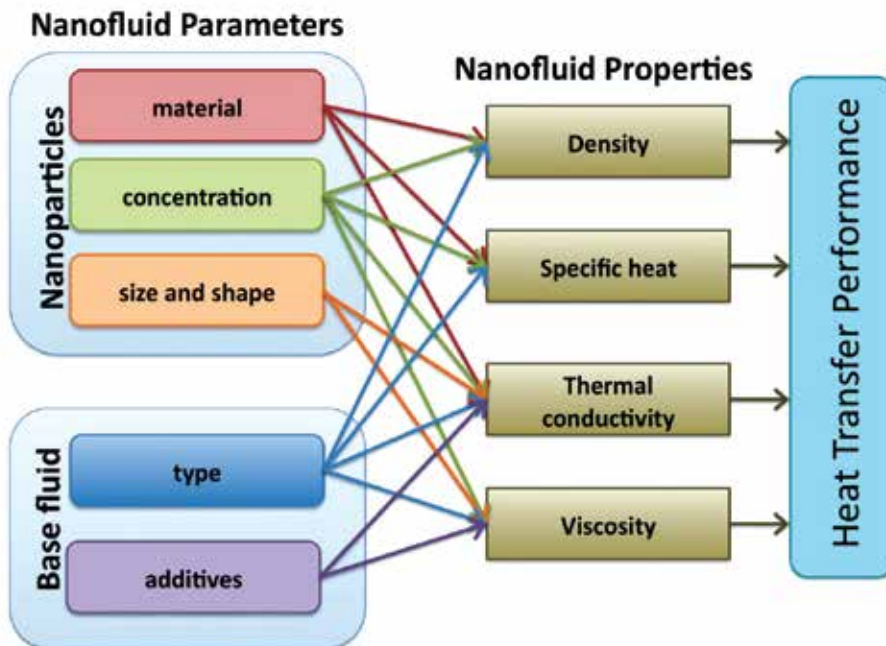 Nanofluid Parameters
Nanoparticles
material
concentration
size and shape
Base fluid
type
additives
Nanofluid Properties
Density
Specific heat
Thermal
conductivity
Viscosity
Heat Transfer Performance